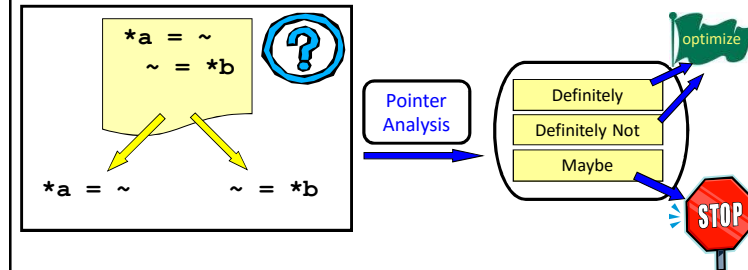 *a = ~
~ = *b
*a = ~
~ = *b
Pointer
Analysis
Definitely
Definitely Not
Maybe
optimize
STOP